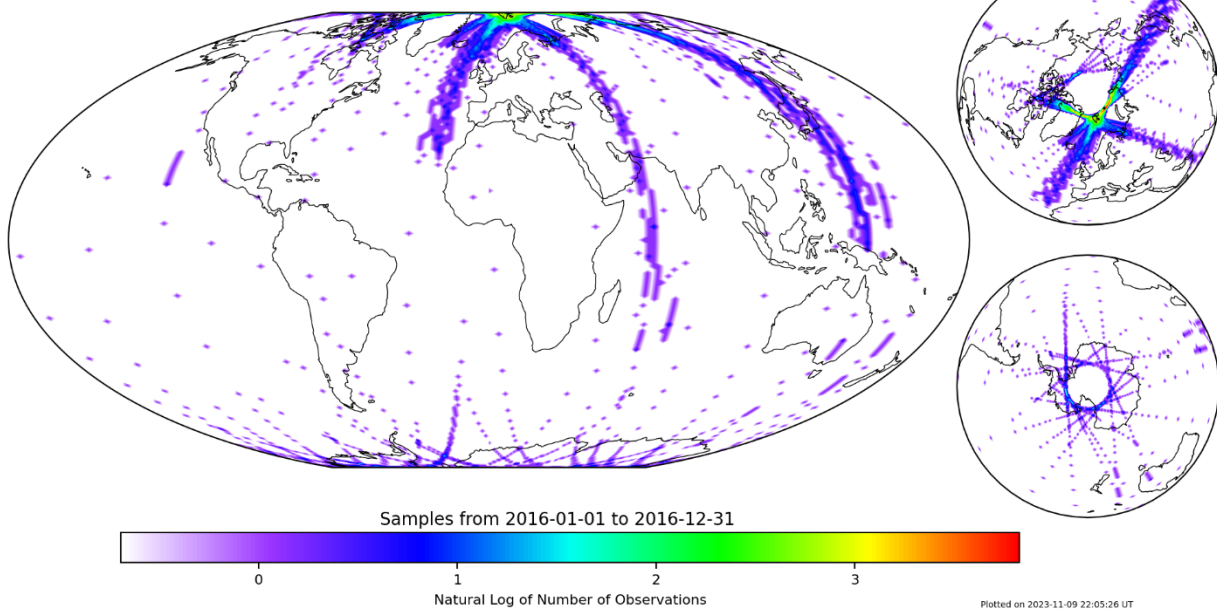 Samples from 2016-01-01 to 2016-12-31
0 1 2 3
Natural Log of Number of Observations
Plotted on 2023-11-09 22:05:26 UT